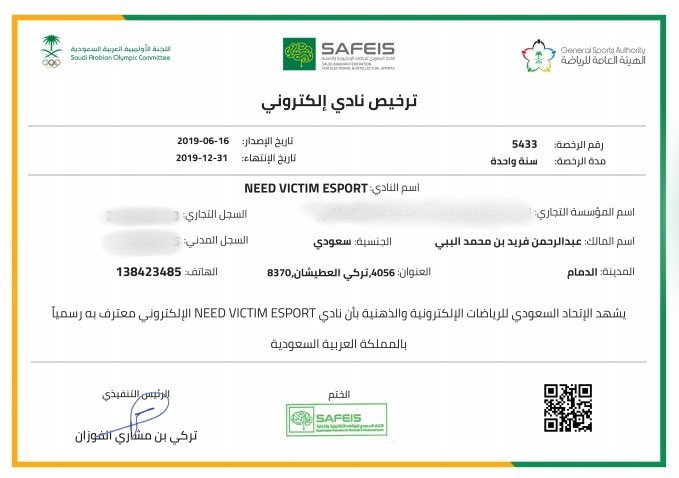 اللجنة الأولمبية العربية السعودية
Saudi Arabian Olympic Committee
SAFEIS
الاتحاد السعودي للرياضات الإلكترونية والذهنية
SAUDI ARABIAN FEDERATION
FOR ELECTRONIC & INTELLECTUAL SPORTS
General Sports Authority
الهيئة العامة للرياضة
ترخيص نادي إلكتروني
رقم الرخصة: 5433
تاريخ الإصدار: 2019-06-16
مدة الرخصة: سنة واحدة
تاريخ الإنتهاء: 2019-12-31
اسم النادي: NEED VICTIM ESPORT
اسم المؤسسة التجاري:
السجل التجاري:
اسم المالك: عبدالرحمن فريد بن محمد الببي
الجنسية: سعودي
السجل المدني:
المدينة: الدمام
العنوان: 4056,تركي العطيشان,8370
الهاتف: 138423485
يشهد الإتحاد السعودي للرياضات الإلكترونية والذهنية بأن نادي NEED VICTIM ESPORT الإلكتروني معترف به رسمياً
بالمملكة العربية السعودية
الختم
SAFEIS
الرئيس التنفيذي
تركي بن مشاري الفوزان